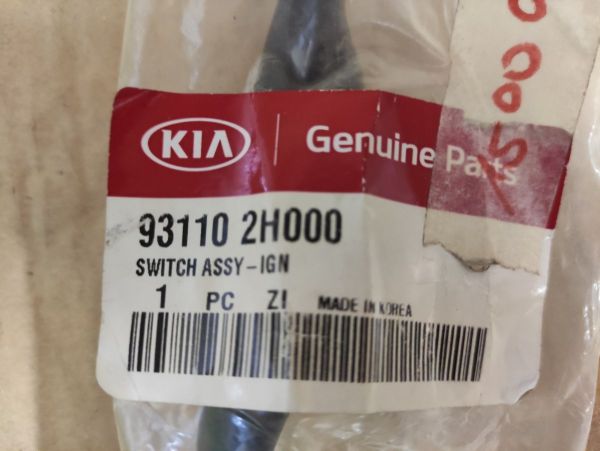 KIA Genuine Parts
93110 2H000
SWITCH ASSY-IGN
1 PC ZI MADE IN KOREA